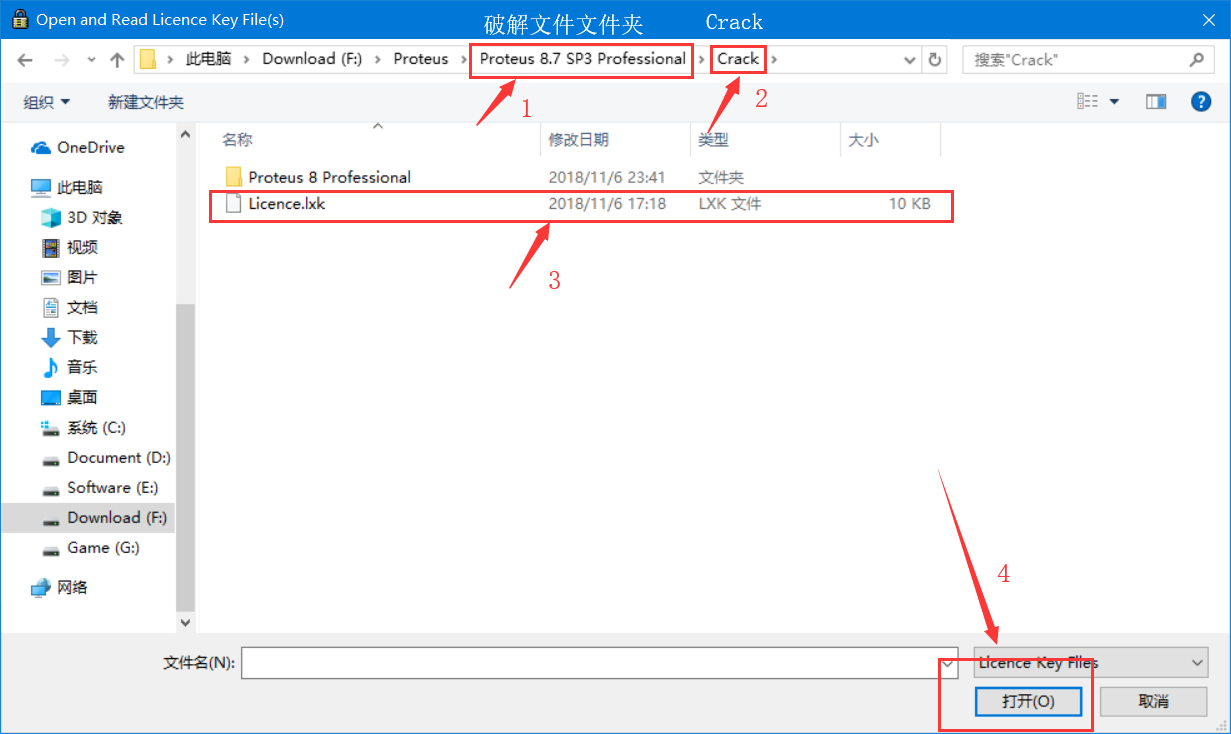 Open and Read Licence Key File(s)
破解文件文件夹
Crack
此电脑 Download (F:) Proteus Proteus 8.7 SP3 Professional Crack
搜索"Crack"
1
2
组织
新建文件夹
名称
修改日期
类型
大小
Proteus 8 Professional 2018/11/6 23:41 文件夹
Licence.lxk 2018/11/6 17:18 LXK 文件 10 KB
3
OneDrive
此电脑
3D 对象
视频
图片
文档
下载
音乐
桌面
系统 (C:)
Document (D:)
Software (E:)
Download (F:)
Game (G:)
网络
4
文件名(N):
Licence Key Files
打开(O)
取消